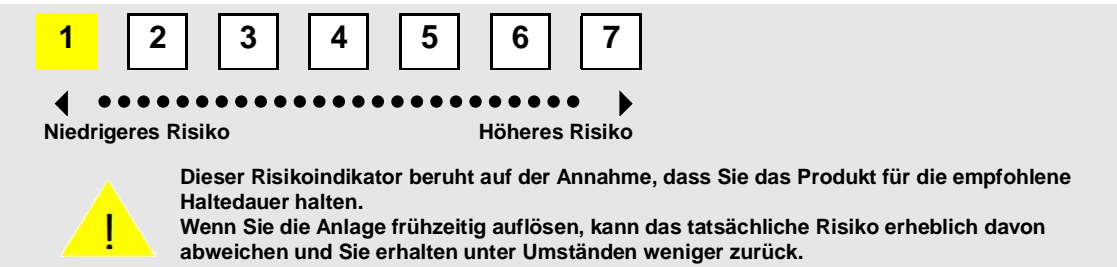 1 2 3 4 5 6 7
Niedrigeres Risiko Höheres Risiko
Dieser Risikoindikator beruht auf der Annahme, dass Sie das Produkt für die empfohlene
Haltedauer halten.
Wenn Sie die Anlage frühzeitig auflösen, kann das tatsächliche Risiko erheblich davon
abweichen und Sie erhalten unter Umständen weniger zurück.
!